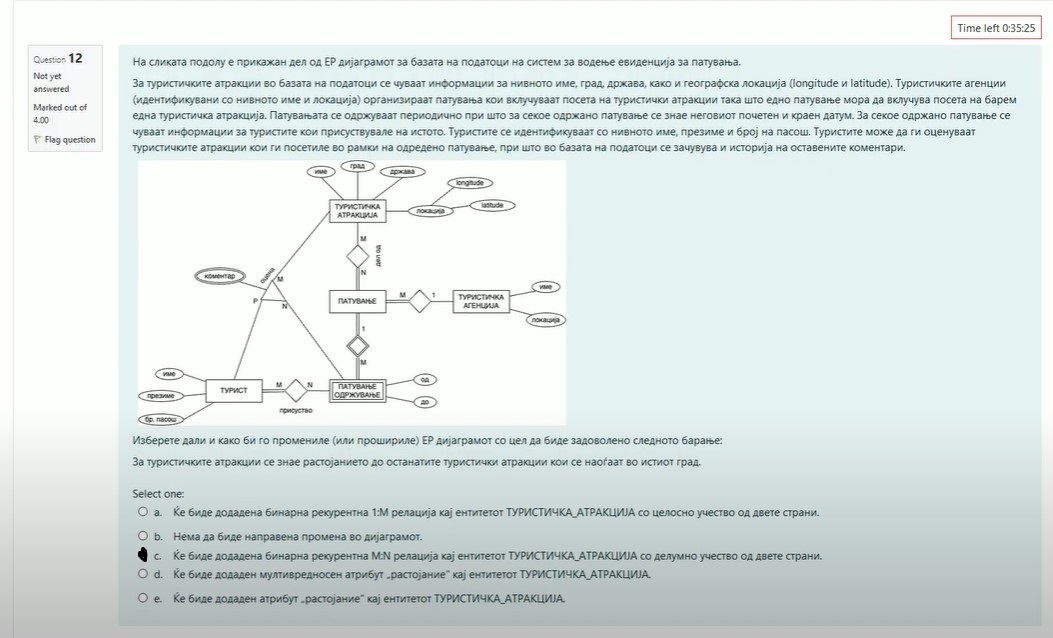 Time left 0:35:25
Question 12
Not yet
answered
Marked out of
4.00
Flag question
На сликата подолу е прикажан дел од ЕР дијаграмот за базата на податоци на систем за водење евиденција за патувања.
За туристичките атракции во базата на податоци се чуваат информации за нивното име, град, држава, како и географска локација (longitude и latitude). Туристичките агенции
(идентификувани со нивното име и локација) организираат патувања кои вклучуваат посета на туристички атракции така што едно патување мора да вклучува посета на барем
една туристичка атракција. Патувањата се одржуваат периодично при што за секое одржано патување се знае неговиот почетен и краен датум. За секое одржано патување се
чуваат информации за туристите кои присуствувале на истото. Туристите се идентификуваат со нивното име, презиме и број на пасош. Туристите може да ги оценуваат
туристичките атракции кои ги посетиле во рамки на одредено патување, при што во базата на податоци се зачувува и историја на оставените коментари.
име
град
држава
longitude
latitude
ТУРИСТИЧКА
АТРАКЦИЈА
локација
M
дел од
N
коментар
оцена
M
P
N
ПАТУВАЊЕ
M
1
ТУРИСТИЧКА
АГЕНЦИЈА
име
локација
1
M
име
презиме
бр. пасош
ТУРИСТ
M
N
присуство
ПАТУВАЊЕ
ОДРЖУВАЊЕ
од
до
Изберете дали и како би го промениле (или прошириле) ЕР дијаграмот со цел да биде задоволено следното барање:
За туристичките атракции се знае растојанието до останатите туристички атракции кои се наоѓаат во истиот град.
Select one:
a. Ќе биде додадена бинарна рекурентна 1:M релација кај ентитетот ТУРИСТИЧКА_АТРАКЦИЈА со целосно учество од двете страни.
b. Нема да биде направена промена во дијаграмот.
c. Ќе биде додадена бинарна рекурентна M:N релација кај ентитетот ТУРИСТИЧКА_АТРАКЦИЈА со делумно учество од двете страни.
d. Ќе биде додаден мултивредносен атрибут „растојание“ кај ентитетот ТУРИСТИЧКА_АТРАКЦИЈА.
e. Ќе биде додаден атрибут „растојание“ кај ентитетот ТУРИСТИЧКА_АТРАКЦИЈА.